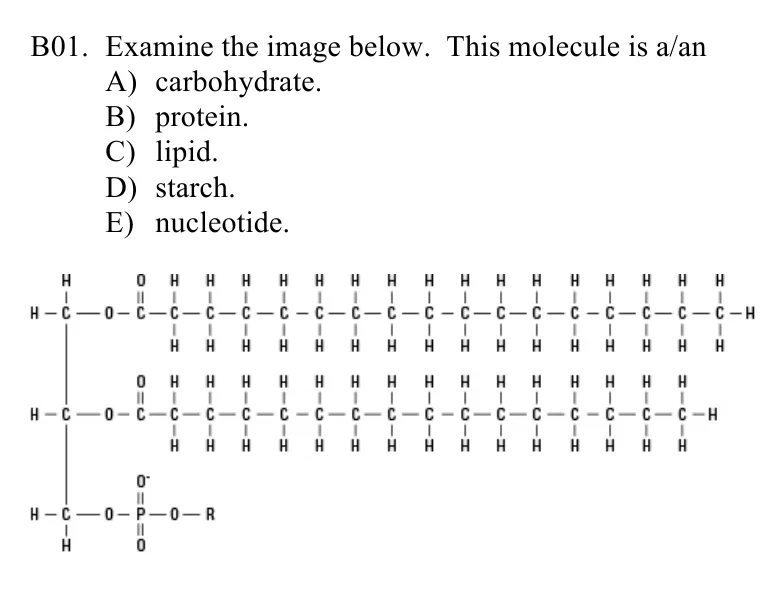 B01. Examine the image below. This molecule is a/an
A) carbohydrate.
B) protein.
C) lipid.
D) starch.
E) nucleotide.
H O H H H H H H H H H H H H H H H H
H – C — O – C – C – C – C – C – C – C – C – C – C – C – C – C – C – C – C – C – H
H H H H H H H H H H H H H H H H
O H H H H H H H H H H H H H H H
H – C — O – C – C – C – C – C – C – C – C – C – C – C – C – C – C – C – C – H
H H H H H H H H H H H H H H H
O-
H – C — O – P — O — R
H O